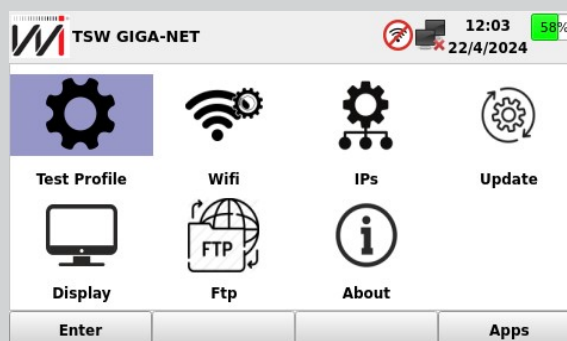 TSW GIGA-NET
12:03
22/4/2024
58%
Test Profile Wifi IPs Update
FTP
Display Ftp About
Enter Apps